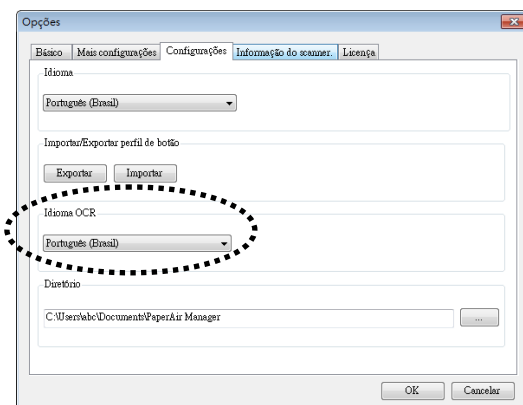 Opções
Básico Mais configurações Configurações Informação do scanner. Licença
Idioma
Português (Brasil)
Importar/Exportar perfil de botão
Exportar Importar
Idioma OCR
Português (Brasil)
Diretório
C:\Users\abc\Documents\PaperAir Manager ...
OK Cancelar